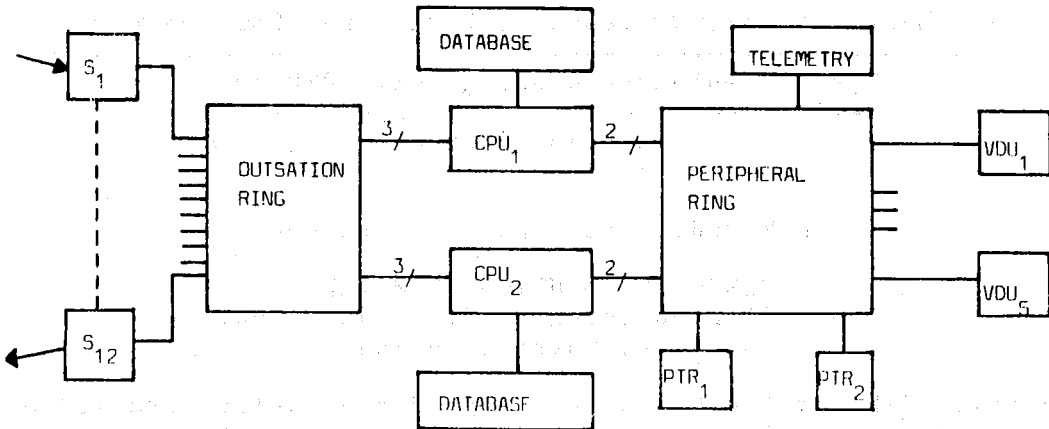 DATABASE
TELEMETRY
S1
3
CPU1
2
VDU1
OUTSATION
RING
PERIPHERAL
RING
3
CPU2
2
VDU5
S12
PTR1
PTR2
DATABASE